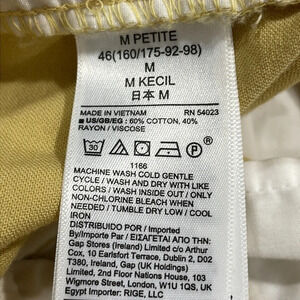 M PETITE
46(160/175-92-98)
M
M KECIL
日本 M
MADE IN VIETNAM RN 54023
■ US/GB/EG : 60% COTTON, 40%
RAYON / VISCOSE
30
1166
MACHINE WASH COLD GENTLE
CYCLE / WASH AND DRY WITH LIKE
COLORS / WASH INSIDE OUT / ONLY
NON-CHLORINE BLEACH WHEN
NEEDED / TUMBLE DRY LOW / COOL
IRON
DISTRIBUIDO POR / Imported by
/Importe Par / ΕΙΣΑΓΕΤΑΙ ΑΠΟ ΤΗΝ
Gap Stores (Ireland) Limited c/o Arthur
Cox, 10 Earlsfort Terrace, Dublin 2, D02
T380, Ireland, Gap (UK Holdings)
Limited, 2nd Floor Nations House, 103
Wigmore Street, London, W1U 1QS, UK
Egypt Importer: RIGE, LLC